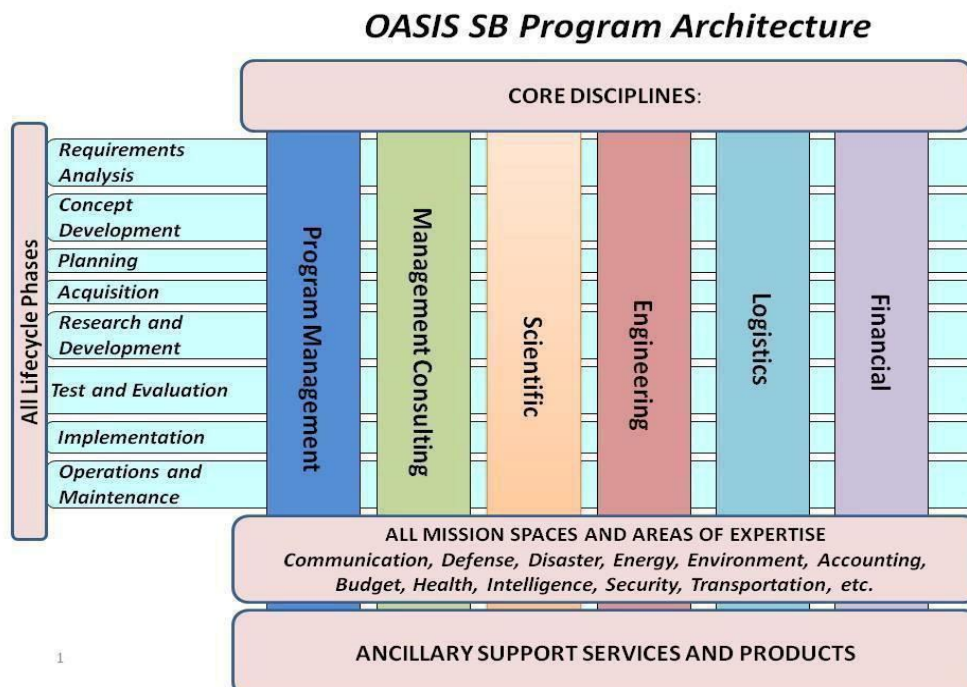 OASIS SB Program Architecture
CORE DISCIPLINES:
All Lifecycle Phases
Requirements
Analysis
Concept
Development
Planning
Acquisition
Research and
Development
Test and Evaluation
Implementation
Operations and
Maintenance
Program Management
Management Consulting
Scientific
Engineering
Logistics
Financial
ALL MISSION SPACES AND AREAS OF EXPERTISE
Communication, Defense, Disaster, Energy, Environment, Accounting,
Budget, Health, Intelligence, Security, Transportation, etc.
ANCILLARY SUPPORT SERVICES AND PRODUCTS
1